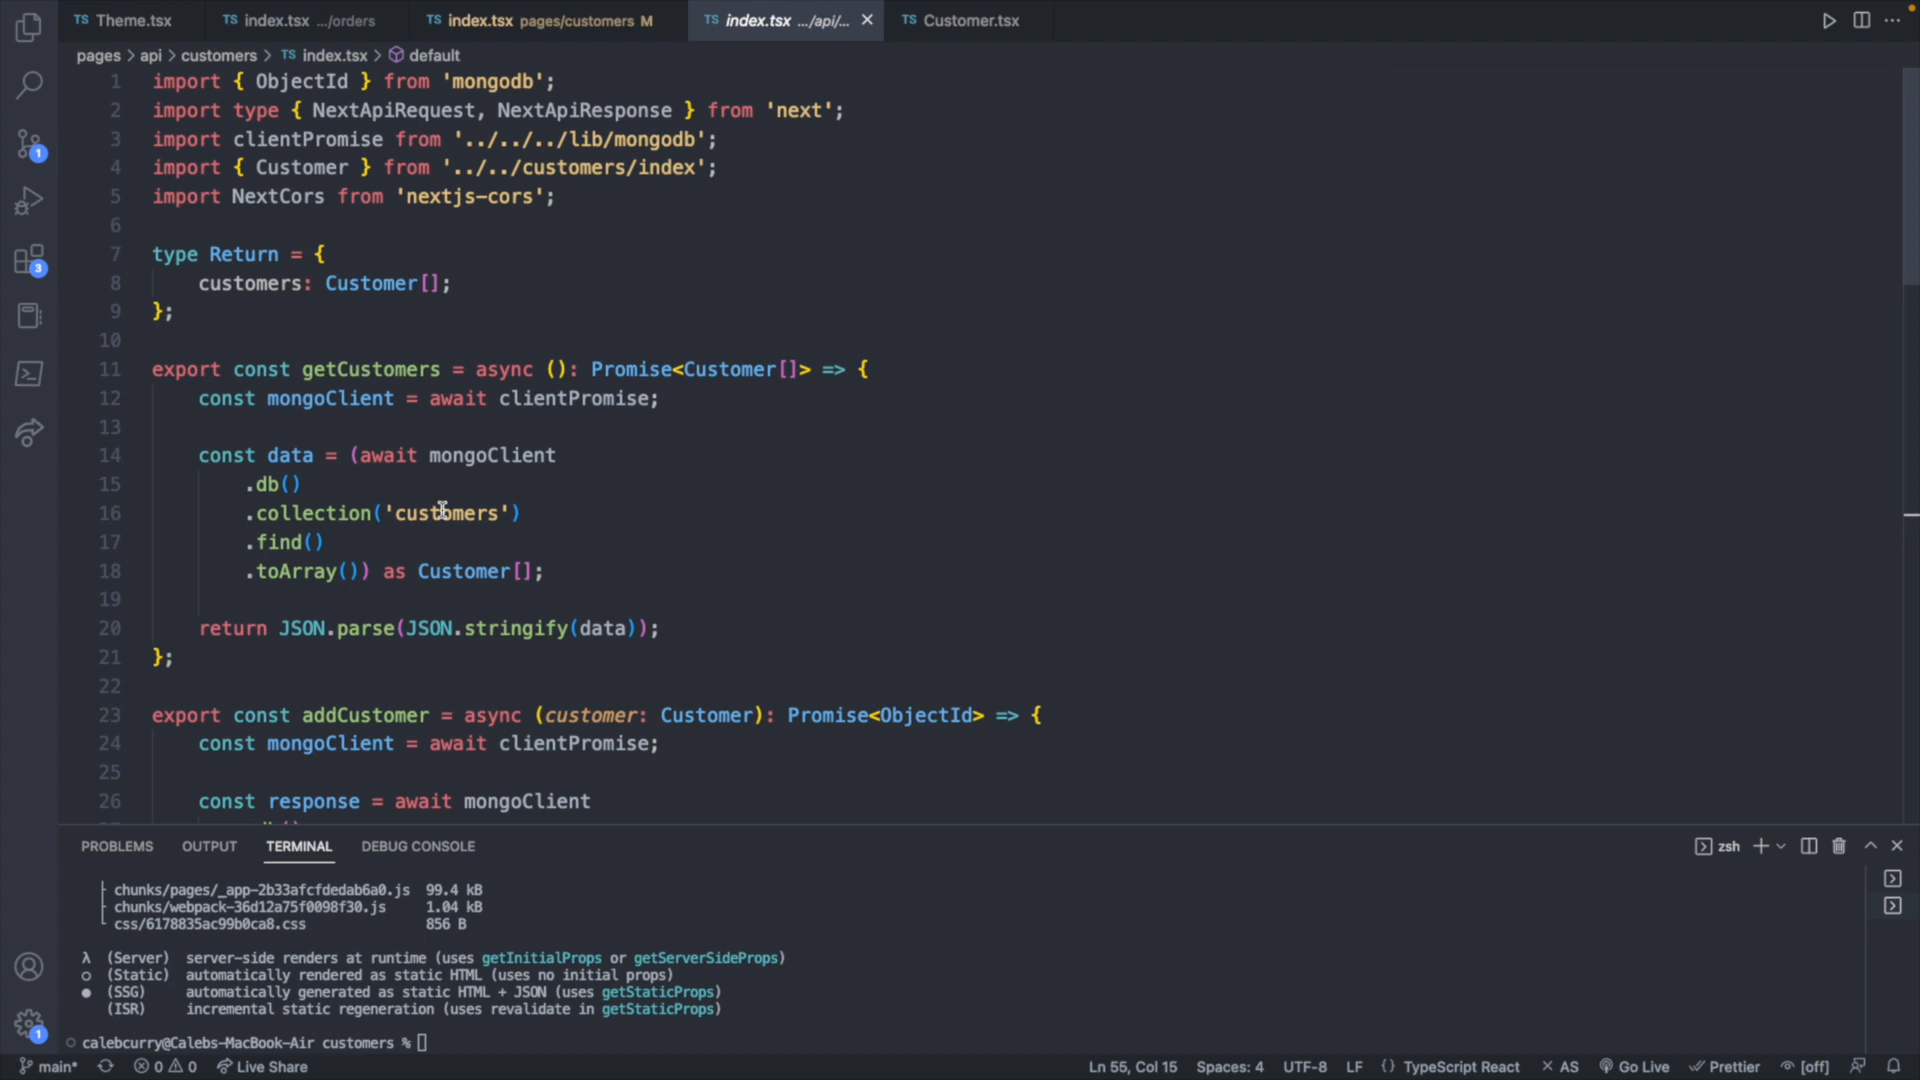 TS Theme.tsx TS index.tsx .../orders TS index.tsx pages/customers M TS index.tsx .../api/... TS Customer.tsx
pages > api > customers > TS index.tsx > default
1 import { ObjectId } from 'mongodb';
2 import type { NextApiRequest, NextApiResponse } from 'next';
3 import clientPromise from '../../../lib/mongodb';
4 import { Customer } from '../../customers/index';
5 import NextCors from 'nextjs-cors';
6
7 type Return = {
8 customers: Customer[];
9 };
10
11 export const getCustomers = async (): Promise<Customer[]> => {
12 const mongoClient = await clientPromise;
13
14 const data = (await mongoClient
15 .db()
16 .collection('customers')
17 .find()
18 .toArray()) as Customer[];
19
20 return JSON.parse(JSON.stringify(data));
21 };
22
23 export const addCustomer = async (customer: Customer): Promise<ObjectId> => {
24 const mongoClient = await clientPromise;
25
26 const response = await mongoClient
1
3
PROBLEMS OUTPUT TERMINAL DEBUG CONSOLE zsh
├ chunks/pages/_app-2b33afcfdedab6a0.js 99.4 kB
├ chunks/webpack-36d12a75f0098f30.js 1.04 kB
└ css/6178835ac99b0ca8.css 856 B
λ (Server) server-side renders at runtime (uses getInitialProps or getServerSideProps)
○ (Static) automatically rendered as static HTML (uses no initial props)
● (SSG) automatically generated as static HTML + JSON (uses getStaticProps)
(ISR) incremental static regeneration (uses revalidate in getStaticProps)
calebcurry@Calebs-MacBook-Air customers %
1
main* 0 0 Live Share Ln 55, Col 15 Spaces: 4 UTF-8 LF {} TypeScript React AS Go Live Prettier [off]